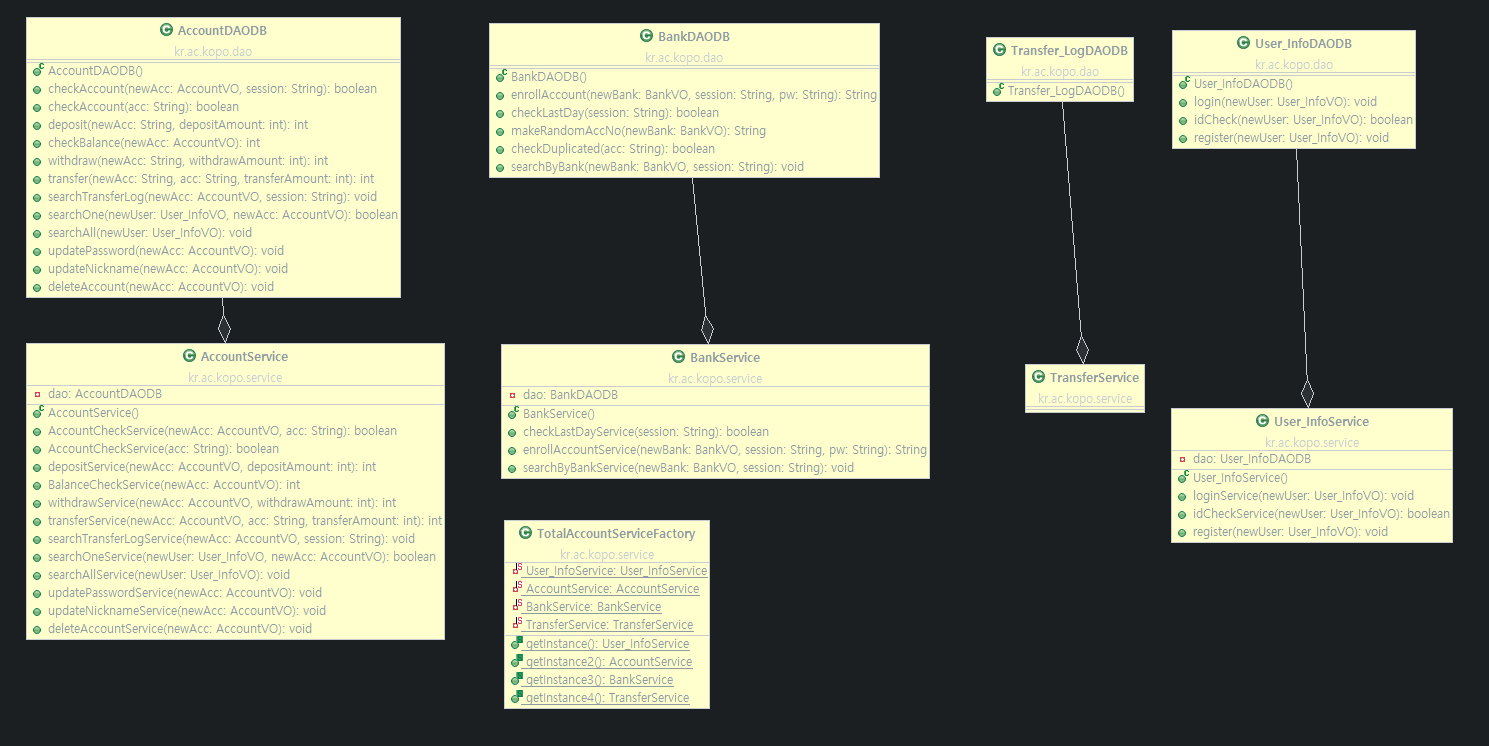 AccountDAODB
kr.ac.kopo.dao
AccountDAODB()
checkAccount(newAcc: AccountVO, session: String): boolean
checkAccount(acc: String): boolean
deposit(newAcc: String, depositAmount: int): int
checkBalance(newAcc: AccountVO): int
withdraw(newAcc: String, withdrawAmount: int): int
transfer(newAcc: String, acc: String, transferAmount: int): int
searchTransferLog(newAcc: AccountVO, session: String): void
searchOne(newUser: User_InfoVO, newAcc: AccountVO): boolean
searchAll(newUser: User_InfoVO): void
updatePassword(newAcc: AccountVO): void
updateNickname(newAcc: AccountVO): void
deleteAccount(newAcc: AccountVO): void
BankDAODB
kr.ac.kopo.dao
BankDAODB()
enrollAccount(newBank: BankVO, session: String, pw: String): String
checkLastDay(session: String): boolean
makeRandomAccNo(newBank: BankVO): String
checkDuplicated(acc: String): boolean
searchByBank(newBank: BankVO, session: String): void
Transfer_LogDAODB
kr.ac.kopo.dao
Transfer_LogDAODB()
User_InfoDAODB
kr.ac.kopo.dao
User_InfoDAODB()
login(newUser: User_InfoVO): void
idCheck(newUser: User_InfoVO): boolean
register(newUser: User_InfoVO): void
AccountService
kr.ac.kopo.service
dao: AccountDAODB
AccountService()
AccountCheckService(newAcc: AccountVO, acc: String): boolean
AccountCheckService(acc: String): boolean
depositService(newAcc: AccountVO, depositAmount: int): int
BalanceCheckService(newAcc: AccountVO): int
withdrawService(newAcc: AccountVO, withdrawAmount: int): int
transferService(newAcc: AccountVO, acc: String, transferAmount: int): int
searchTransferLogService(newAcc: AccountVO, session: String): void
searchOneService(newUser: User_InfoVO, newAcc: AccountVO): boolean
searchAllService(newUser: User_InfoVO): void
updatePasswordService(newAcc: AccountVO): void
updateNicknameService(newAcc: AccountVO): void
deleteAccountService(newAcc: AccountVO): void
BankService
kr.ac.kopo.service
dao: BankDAODB
BankService()
checkLastDayService(session: String): boolean
enrollAccountService(newBank: BankVO, session: String, pw: String): String
searchByBankService(newBank: BankVO, session: String): void
TransferService
kr.ac.kopo.service
User_InfoService
kr.ac.kopo.service
dao: User_InfoDAODB
User_InfoService()
loginService(newUser: User_InfoVO): void
idCheckService(newUser: User_InfoVO): boolean
register(newUser: User_InfoVO): void
TotalAccountServiceFactory
kr.ac.kopo.service
User_InfoService: User_InfoService
AccountService: AccountService
BankService: BankService
TransferService: TransferService
getInstance(): User_InfoService
getInstance2(): AccountService
getInstance3(): BankService
getInstance4(): TransferService